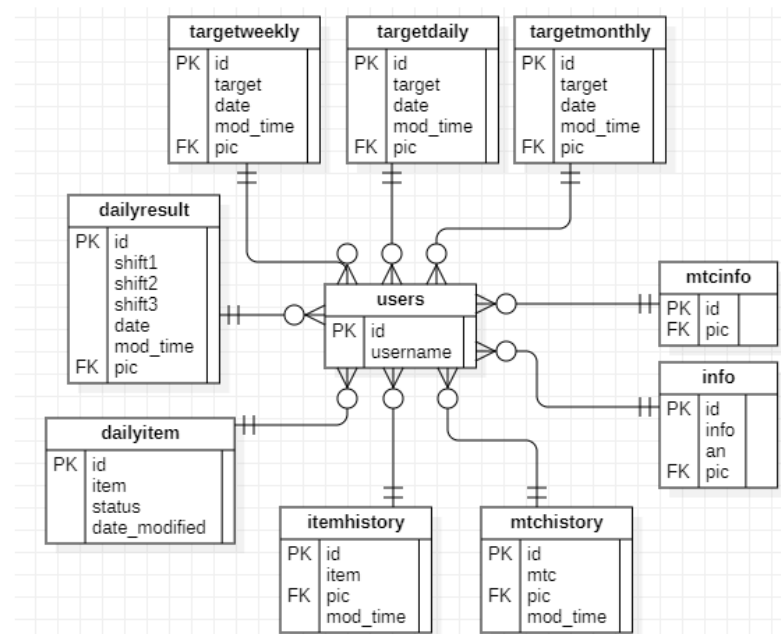 targetweekly
PK id
target
date
mod_time
FK pic
targetdaily
PK id
target
date
mod_time
FK pic
targetmonthly
PK id
target
date
mod_time
FK pic
dailyresult
PK id
shift1
shift2
shift3
date
mod_time
FK pic
users
PK id
username
mtcinfo
PK id
FK pic
info
PK id
info
an
FK pic
dailyitem
PK id
item
status
date_modified
itemhistory
PK id
item
FK pic
mod_time
mtchistory
PK id
mtc
FK pic
mod_time